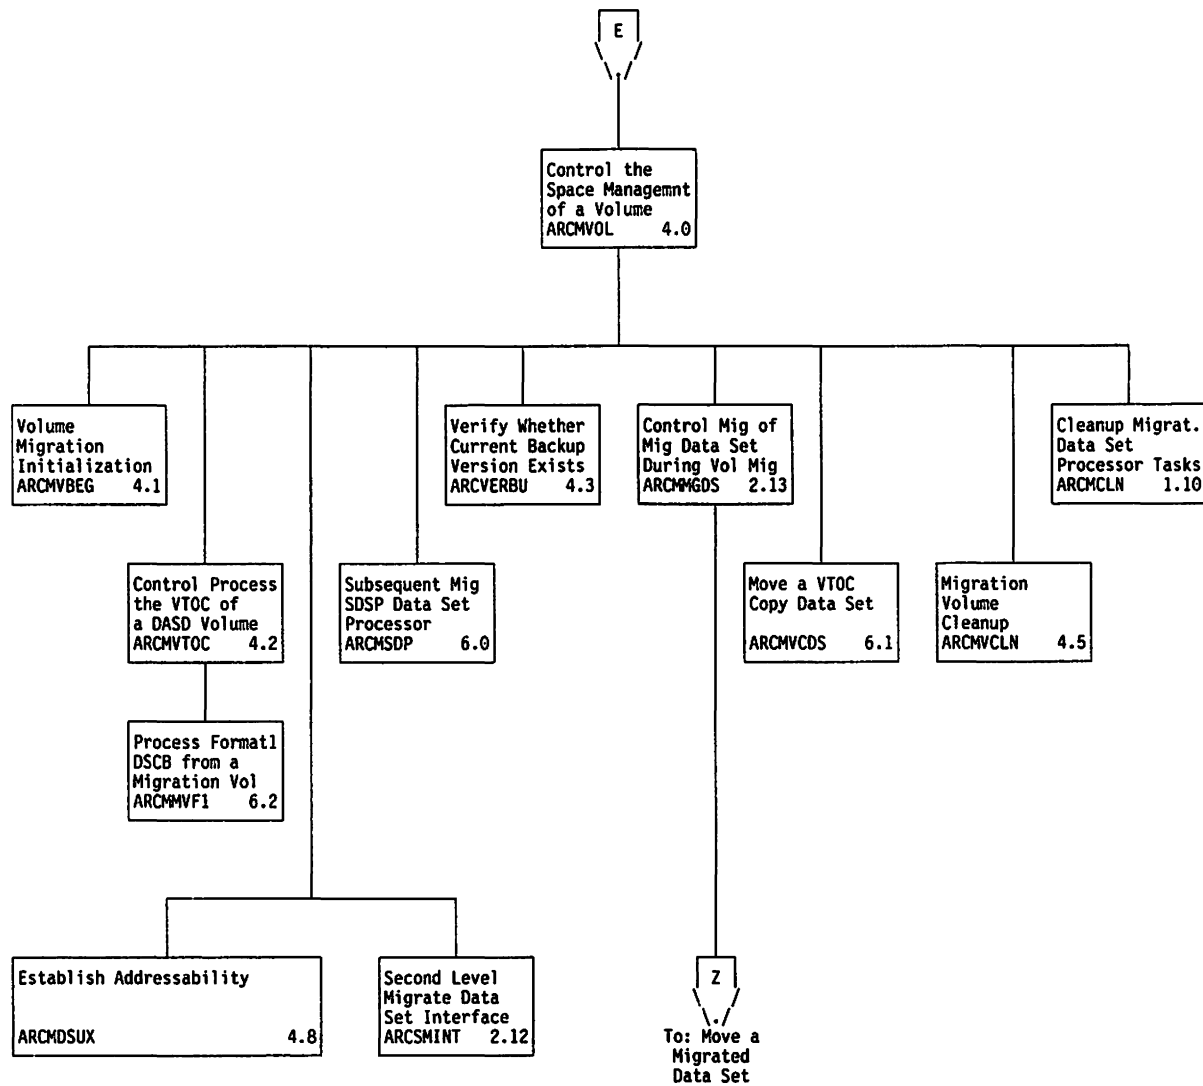 E
Control the
Space Managemnt
of a Volume
ARCMVOL 4.0
Volume
Migration
Initialization
ARCMVBEG 4.1
Verify Whether
Current Backup
Version Exists
ARCVERBU 4.3
Control Mig of
Mig Data Set
During Vol Mig
ARCMMGDS 2.13
Cleanup Migrat.
Data Set
Processor Tasks
ARCMCLN 1.10
Control Process
the VTOC of
a DASD Volume
ARCMVTOC 4.2
Subsequent Mig
SDSP Data Set
Processor
ARCMSDP 6.0
Move a VTOC
Copy Data Set
ARCMVCDS 6.1
Migration
Volume
Cleanup
ARCMVCLN 4.5
Process Format1
DSCB from a
Migration Vol
ARCMMVF1 6.2
Establish Addressability
ARCMDSUX 4.8
Second Level
Migrate Data
Set Interface
ARCSMINT 2.12
Z
To: Move a
Migrated
Data Set